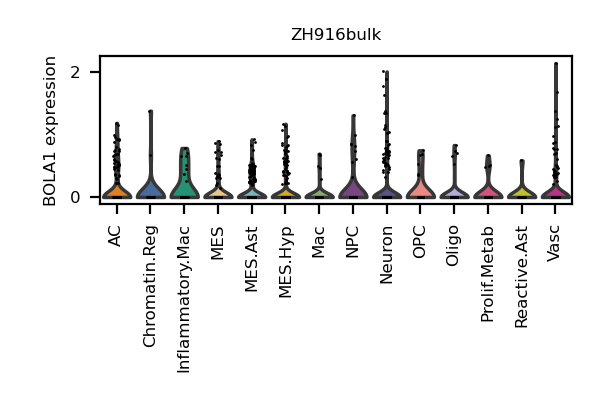 ZH916bulk
BOLA1 expression
2
0
AC
Chromatin.Reg
Inflammatory.Mac
MES
MES.Ast
MES.Hyp
Mac
NPC
Neuron
OPC
Oligo
Prolif.Metab
Reactive.Ast
Vasc